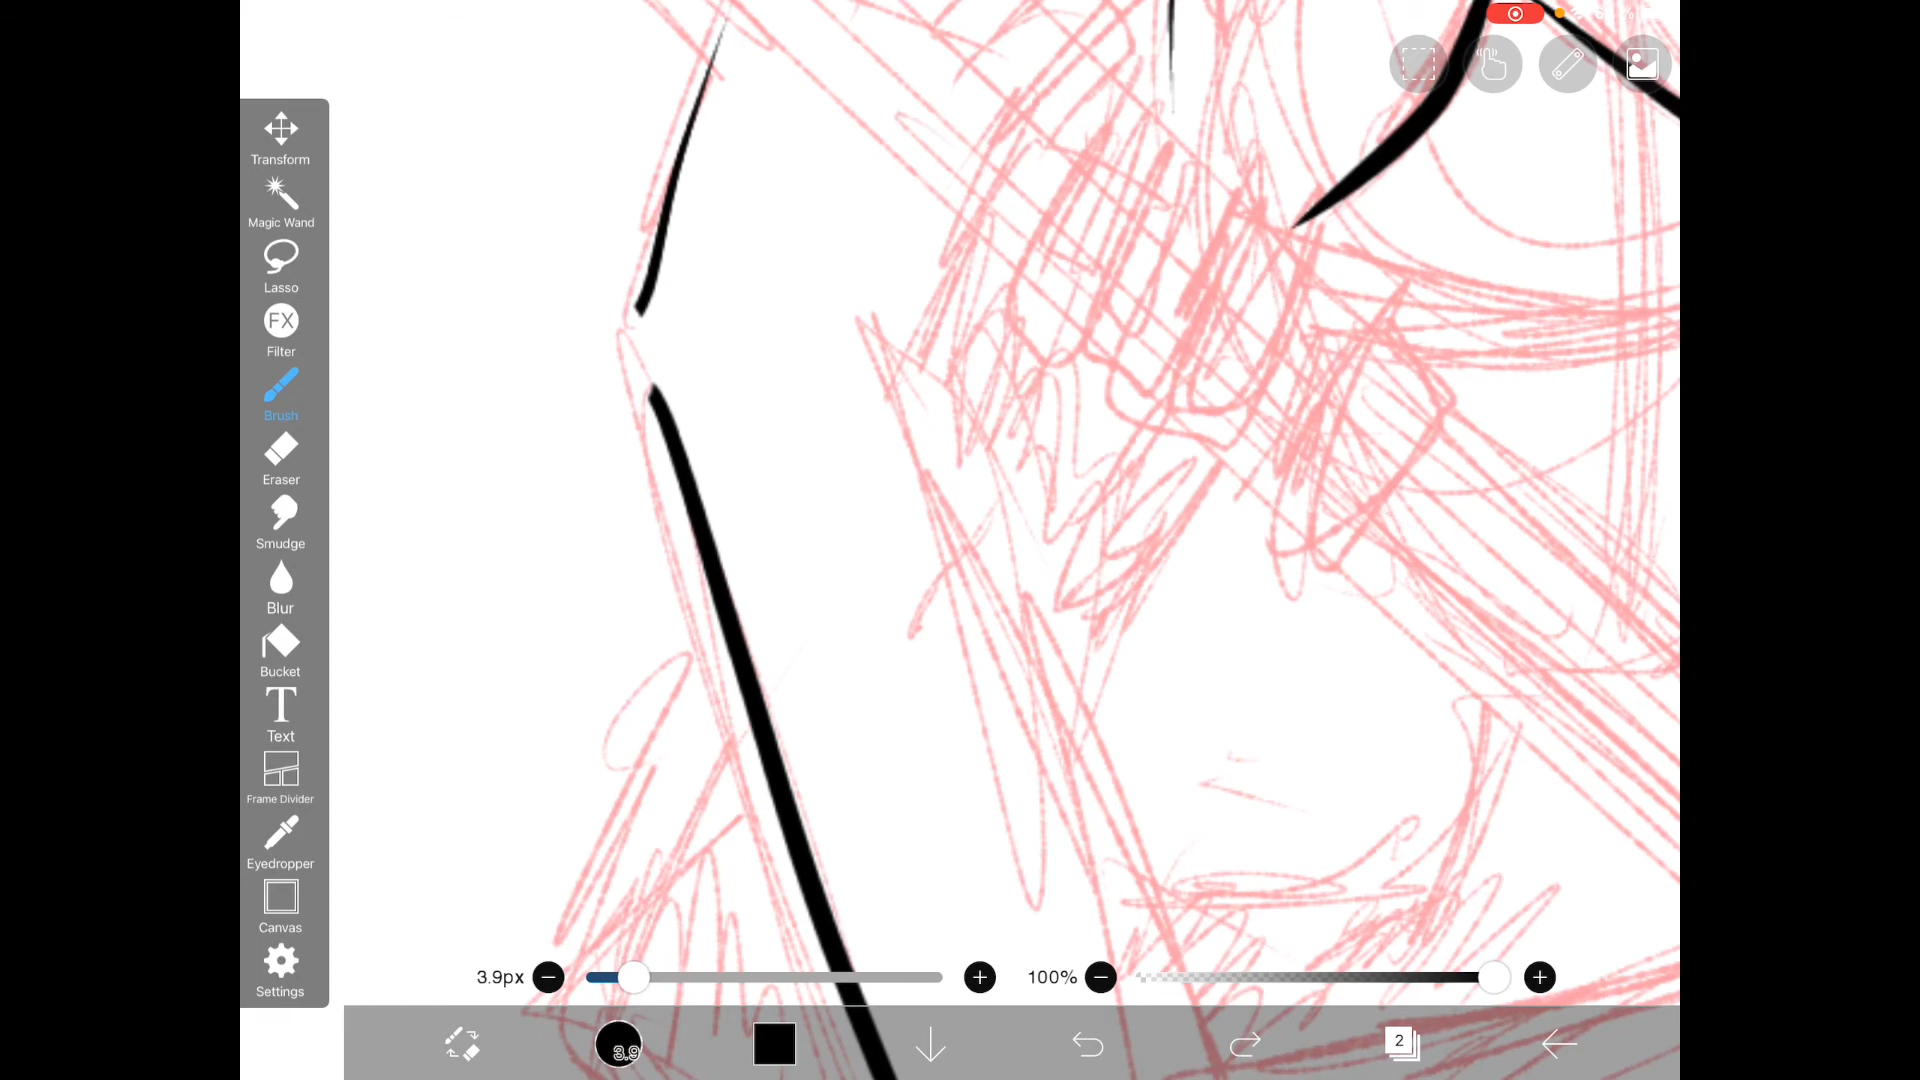 Transform
Magic Wand
Lasso
FX
Filter
Brush
Eraser
Smudge
Blur
Bucket
T
Text
Frame Divider
Eyedropper
Canvas
Settings
3.9px
100%
3.9
2